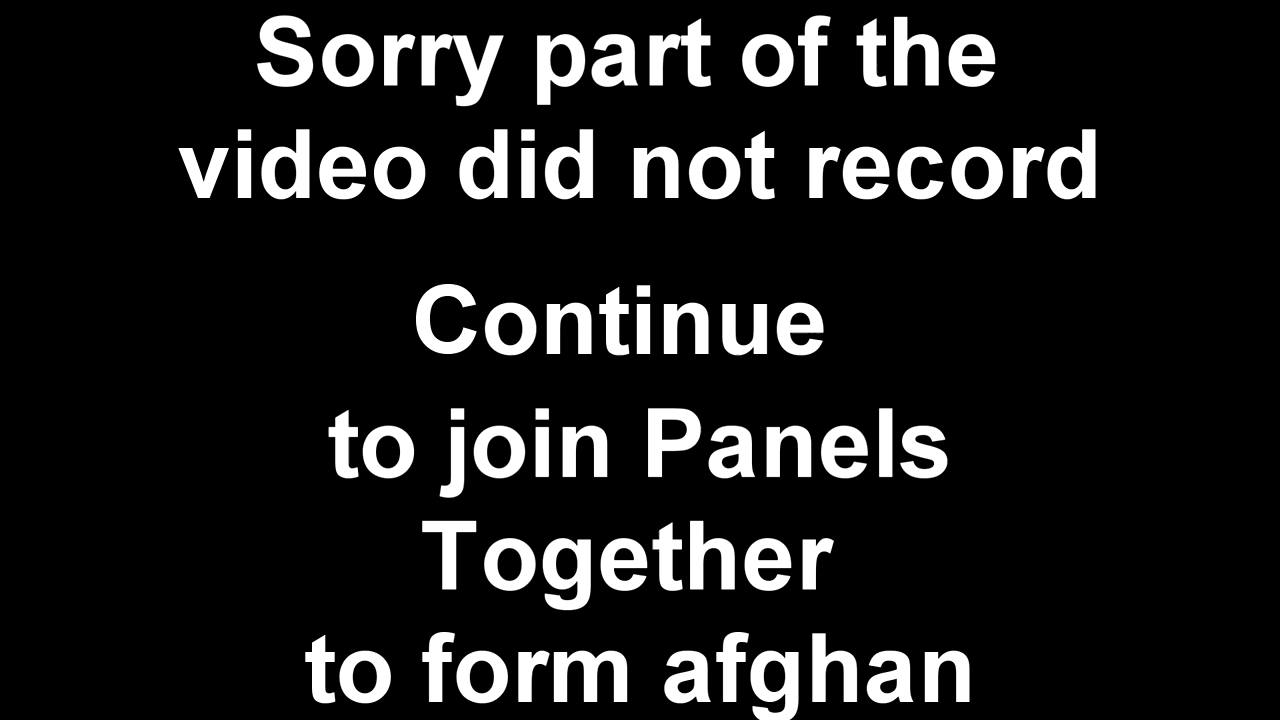 Sorry part of the
video did not record
Continue
to join Panels
Together
to form afghan